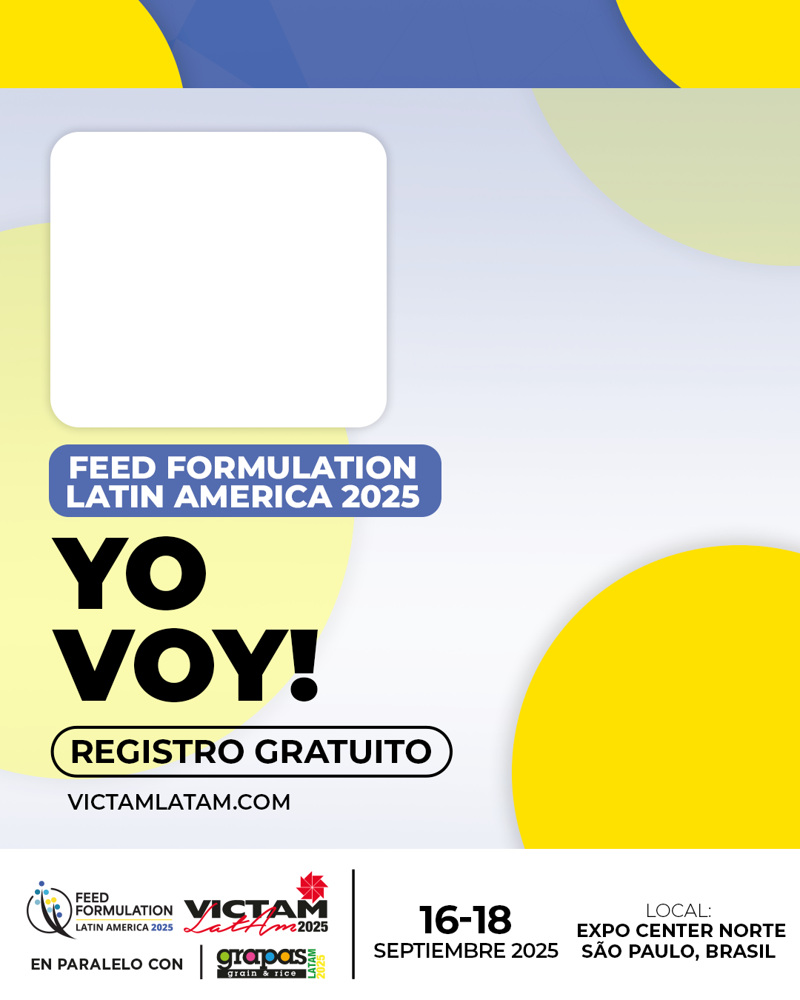 FEED FORMULATION
LATIN AMERICA 2025
YO
VOY!
REGISTRO GRATUITO
VICTAMLATAM.COM
FEED
FORMULATION
LATIN AMERICA 2025
VICTAM
LatAm 2025
EN PARALELO CON
grapas
grain & rice
LATAM
2025
16-18
SEPTIEMBRE 2025
LOCAL:
EXPO CENTER NORTE
SÃO PAULO, BRASIL